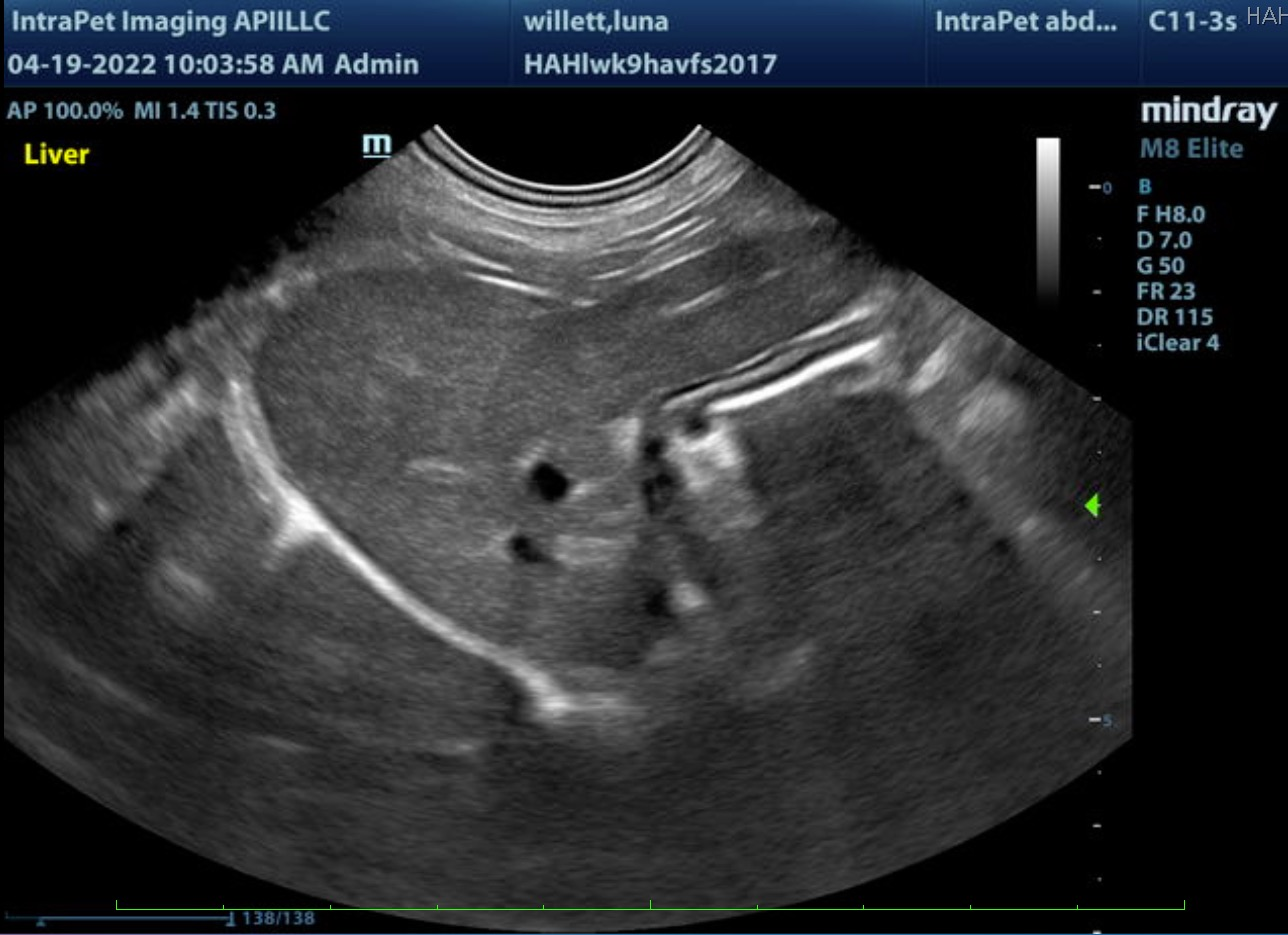 IntraPet Imaging APIILLC willett,luna IntraPet abd... C11-3s HAH
04-19-2022 10:03:58 AM Admin HAHlwk9havfs2017
AP 100.0% MI 1.4 TIS 0.3
mindray
Liver
m
M8 Elite
B
0
F H8.0
D 7.0
G 50
FR 23
DR 115
iClear 4
5
138/138